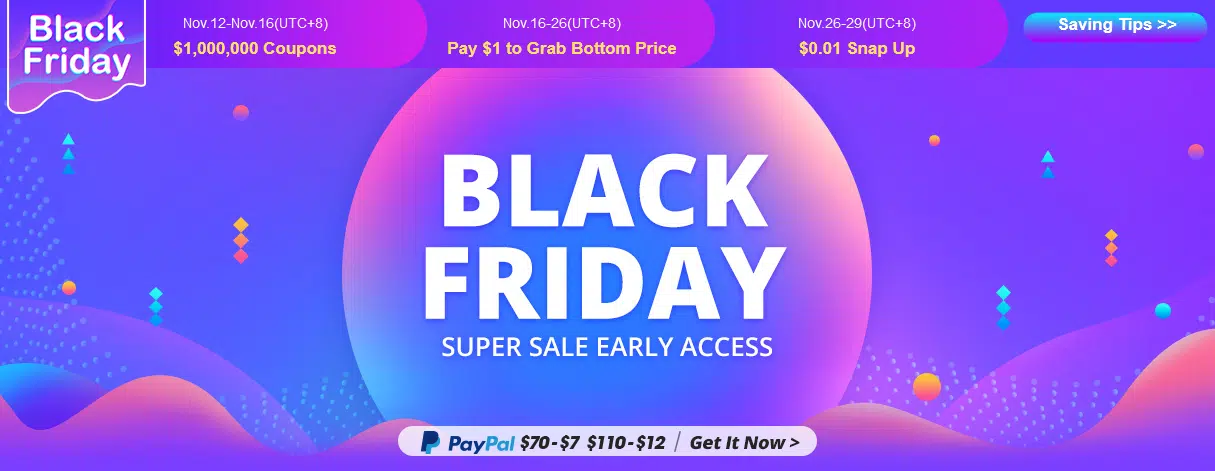 Black
Friday
Nov.12-Nov.16(UTC+8)
$1,000,000 Coupons
Nov.16-26(UTC+8)
Pay $1 to Grab Bottom Price
Nov.26-29(UTC+8)
$0.01 Snap Up
Saving Tips >>
BLACK
FRIDAY
SUPER SALE EARLY ACCESS
PayPal $70-$7 $110-$12 / Get It Now >